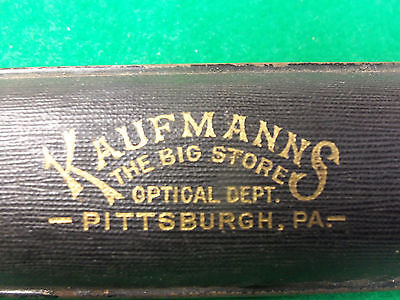 KAUFMANNS
THE BIG STORE
OPTICAL DEPT.
- PITTSBURGH, PA. -